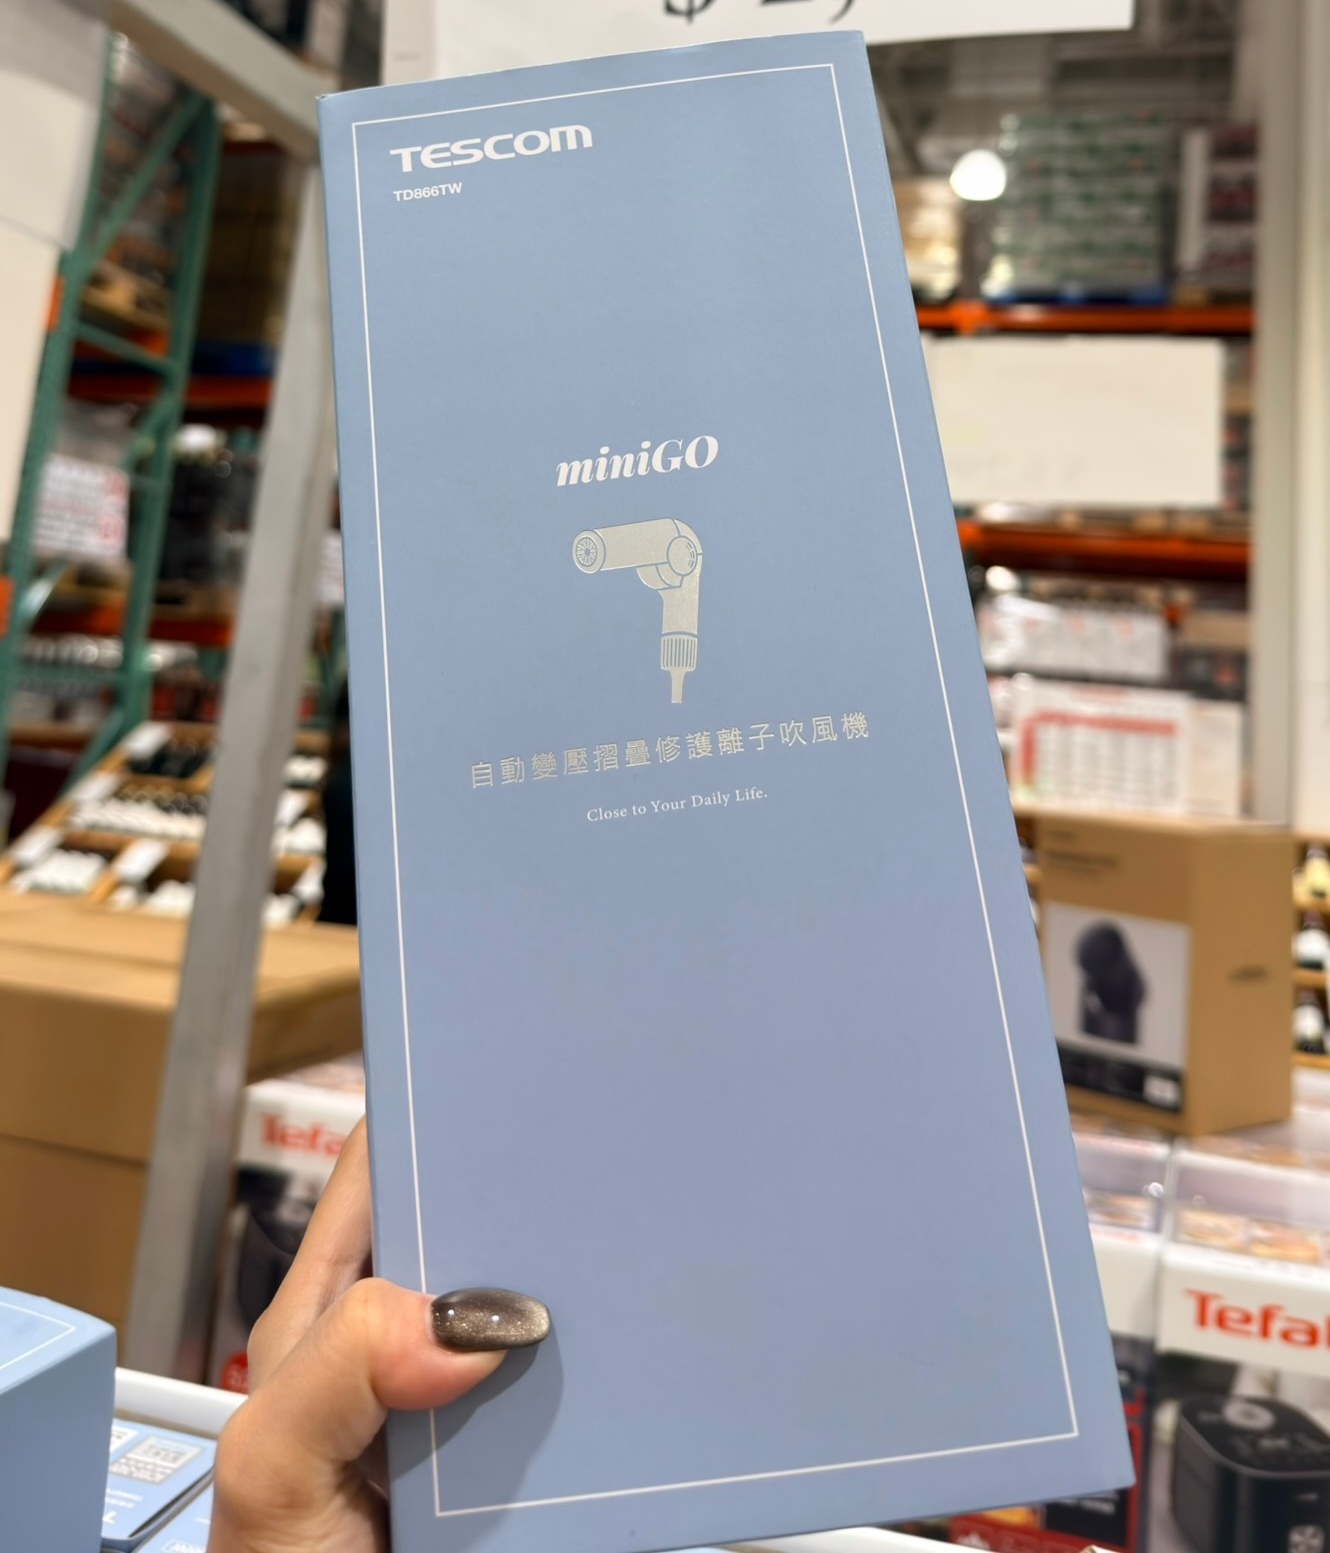 TESCOM
TD866TW
miniGO
自動變壓摺疊修護離子吹風機
Close to Your Daily Life.
Tefal